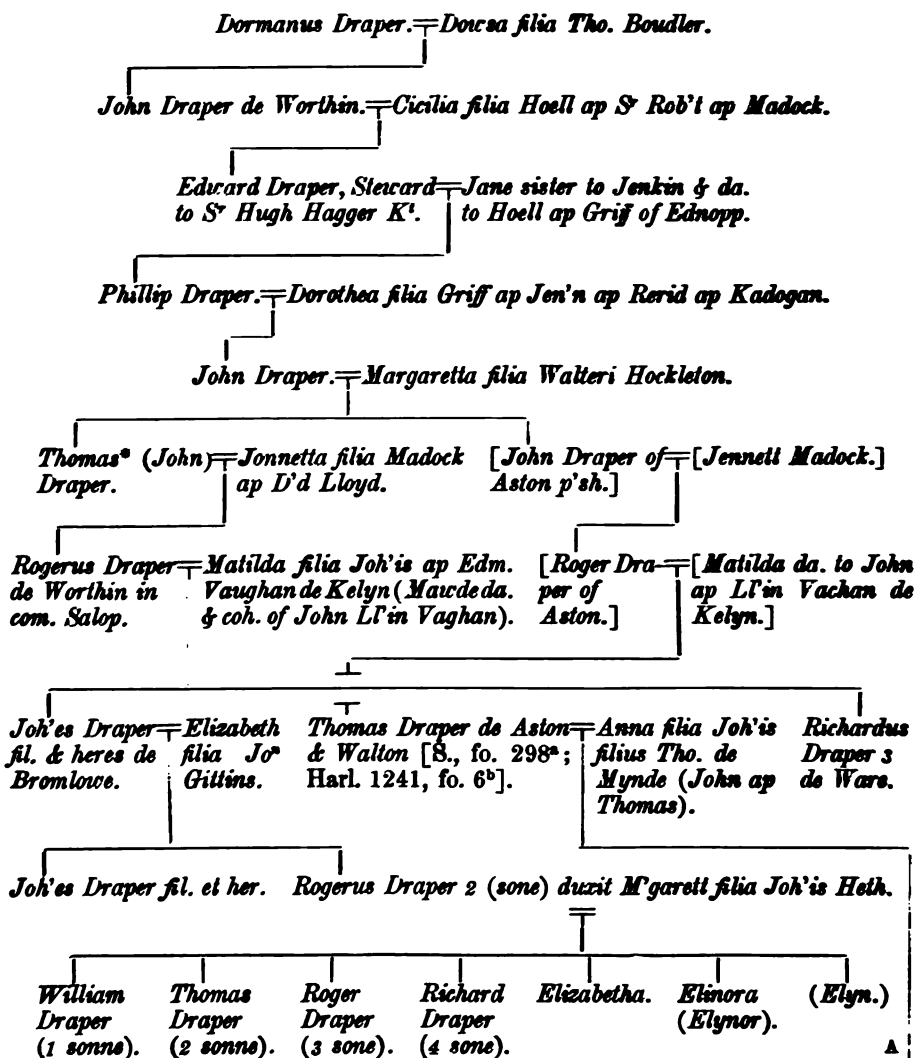 Dormanus Draper. Dowsa filia Tho. Boudler.
John Draper de Worthin. Cicilia filia Hoell ap Sʳ Rob't ap Madock.
Edward Draper, Steward Jane sister to Jenkin & da.
to Sʳ Hugh Hagger Kᵗ. to Hoell ap Griff of Ednopp.
Phillip Draper. Dorothea filia Griff ap Jen'n ap Rerid ap Kadogan.
John Draper. Margaretta filia Walteri Hockleton.
Thomas* (John) Jonnetta filia Madock [John Draper of [Jennett Madock.]
Draper. ap D'd Lloyd. Aston p'sh.]
Rogerus Draper Matilda filia Joh'is ap Edm. [Roger Dra- [Matilda da. to John
de Worthin in Vaughan de Kelyn (Mawde da. per of ap Ll'in Vachan de
com. Salop. & coh. of John Ll'in Vaghan). Aston.] Kelyn.]
Joh'es Draper Elizabeth Thomas Draper de Aston Anna filia Joh'is Richardus
fil. & heres de filia Joⁿ & Walton [S., fo. 298ᵃ; filius Tho. de Draper 3
Bromlowe. Gittins. Harl. 1241, fo. 6ᵇ]. Mynde (John ap de Ware.
Thomas).
Joh'es Draper fil. et her. Rogerus Draper 2 (sone) duxit M'garett filia Joh'is Heth.
William Thomas Roger Richard Elizabetha. Elinora (Elyn.)
Draper Draper Draper Draper (Elynor).
(1 sonne). (2 sonne). (3 sone). (4 sone). A